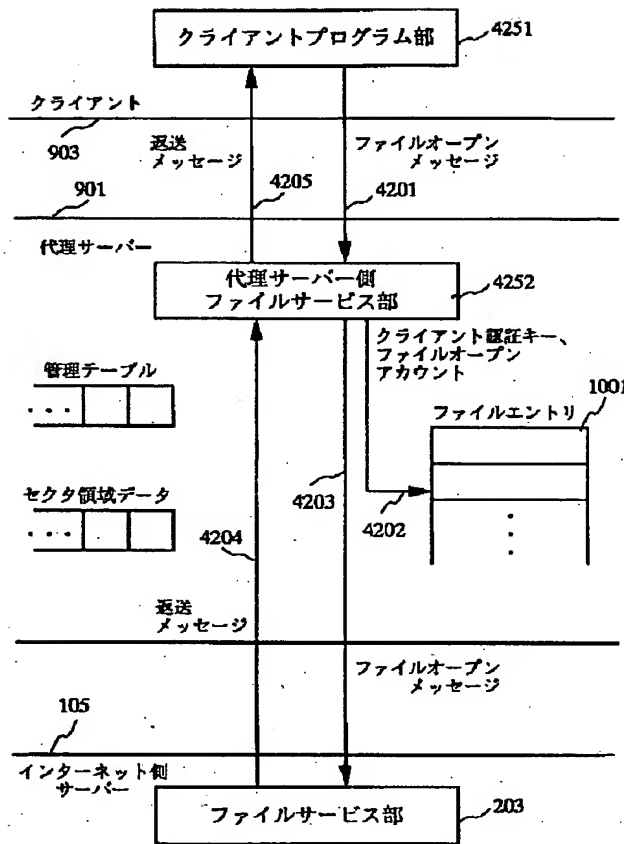 クライアントプログラム部
4251
クライアント
903
返送
メッセージ
ファイルオープン
メッセージ
901
4205
4201
代理サーバー
代理サーバー側
ファイルサービス部
4252
クライアント認証キー、
ファイルオープン
アカウント
管理テーブル
1001
ファイルエントリ
セクタ領域データ
4203
4202
4204
返送
メッセージ
ファイルオープン
メッセージ
105
インターネット側
サーバー
ファイルサービス部
203